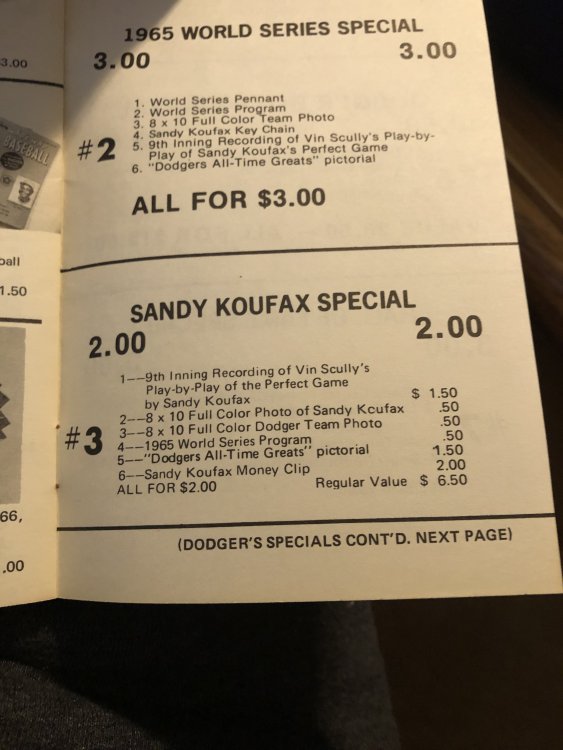 3.00
BASEBALL
ball
1.50
66,
.00
1965 WORLD SERIES SPECIAL
3.00 3.00
#2
1. World Series Pennant
2. World Series Program
3. 8 x 10 Full Color Team Photo
4. Sandy Koufax Key Chain
5. 9th Inning Recording of Vin Scully's Play-by-
Play of Sandy Koufax's Perfect Game
6. "Dodgers All-Time Greats" pictorial
ALL FOR $3.00
SANDY KOUFAX SPECIAL
2.00 2.00
#3
1––9th Inning Recording of Vin Scully's
Play-by-Play of the Perfect Game
by Sandy Koufax $ 1.50
2––8 x 10 Full Color Photo of Sandy Koufax .50
3––8 x 10 Full Color Dodger Team Photo .50
4––1965 World Series Program .50
5––"Dodgers All-Time Greats" pictorial 1.50
6––Sandy Koufax Money Clip 2.00
ALL FOR $2.00 Regular Value $ 6.50
(DODGER'S SPECIALS CONT'D. NEXT PAGE)